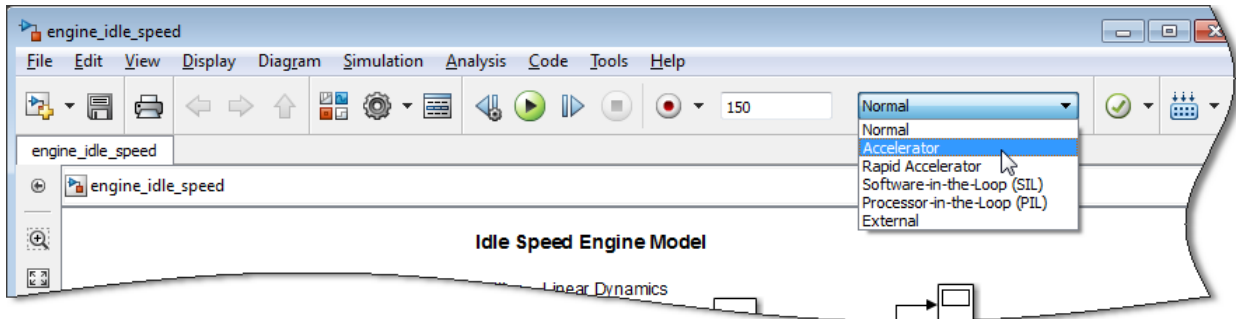 engine_idle_speed
File Edit View Display Diagram Simulation Analysis Code Tools Help
150 Normal
Normal
Accelerator
Rapid Accelerator
Software-in-the-Loop (SIL)
Processor-in-the-Loop (PIL)
External
engine_idle_speed
engine_idle_speed
Idle Speed Engine Model
Linear Dynamics